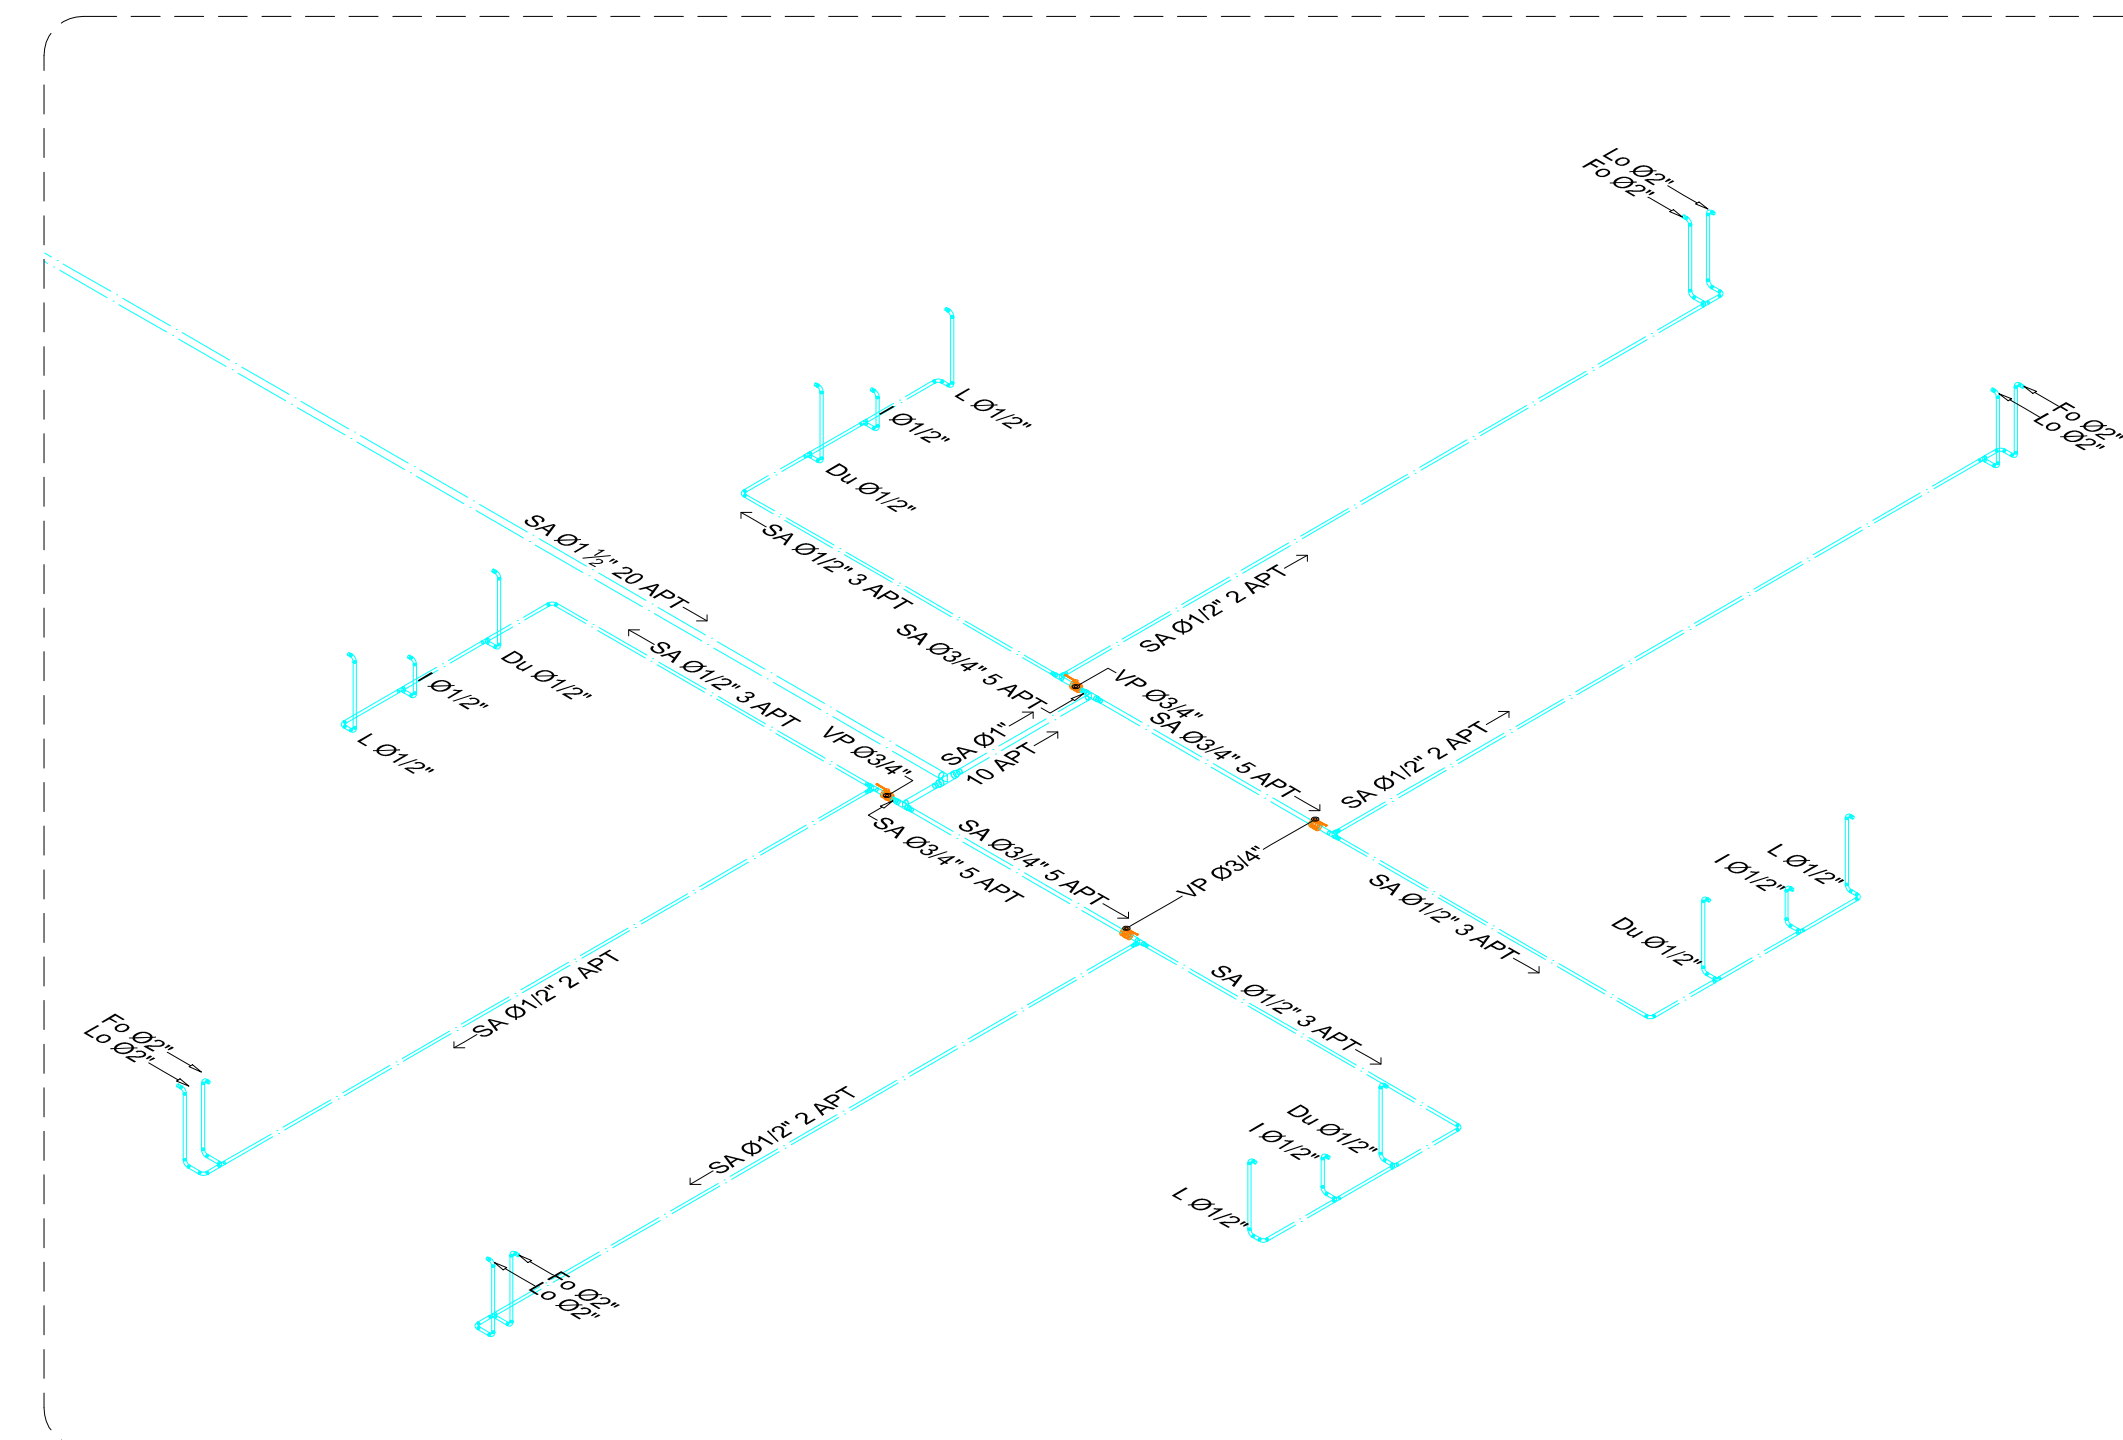 Lo Ø2"
Fo Ø2"
L Ø1/2"
I Ø1/2"
Du Ø1/2"
Fo Ø2"
Lo Ø2"
SA Ø1 ½" 20 APT
SA Ø1/2" 3 APT
SA Ø1/2" 2 APT
SA Ø3/4" 5 APT
VP Ø3/4"
SA Ø1/2" 3 APT
Du Ø1/2"
I Ø1/2"
L Ø1/2"
VP Ø3/4"
SA Ø1"
10 APT
SA Ø3/4" 5 APT
SA Ø1/2" 2 APT
SA Ø3/4" 5 APT
SA Ø3/4" 5 APT
VP Ø3/4"
L Ø1/2"
I Ø1/2"
Du Ø1/2"
SA Ø1/2" 3 APT
SA Ø1/2" 2 APT
SA Ø1/2" 3 APT
Fo Ø2"
Lo Ø2"
SA Ø1/2" 2 APT
Du Ø1/2"
I Ø1/2"
L Ø1/2"
Fo Ø2"
Lo Ø2"